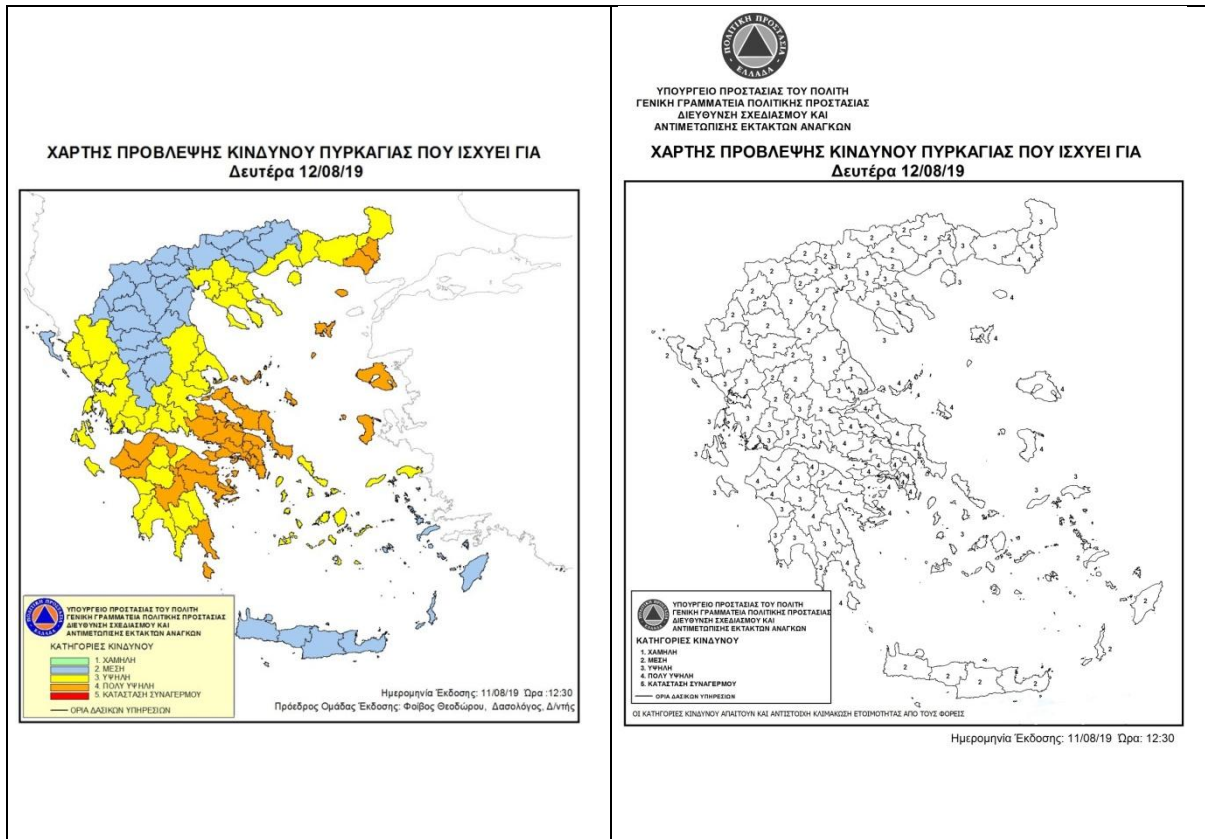 ΧΑΡΤΗΣ ΠΡΟΒΛΕΨΗΣ ΚΙΝΔΥΝΟΥ ΠΥΡΚΑΓΙΑΣ ΠΟΥ ΙΣΧΥΕΙ ΓΙΑ
Δευτέρα 12/08/19
ΠΟΛΙΤΙΚΗ ΠΡΟΣΤΑΣΙΑ
ΕΛΛΑΔΑ
ΥΠΟΥΡΓΕΙΟ ΠΡΟΣΤΑΣΙΑΣ ΤΟΥ ΠΟΛΙΤΗ
ΓΕΝΙΚΗ ΓΡΑΜΜΑΤΕΙΑ ΠΟΛΙΤΙΚΗΣ ΠΡΟΣΤΑΣΙΑΣ
ΔΙΕΥΘΥΝΣΗ ΣΧΕΔΙΑΣΜΟΥ ΚΑΙ
ΑΝΤΙΜΕΤΩΠΙΣΗΣ ΕΚΤΑΚΤΩΝ ΑΝΑΓΚΩΝ
ΚΑΤΗΓΟΡΙΕΣ ΚΙΝΔΥΝΟΥ
1. ΧΑΜΗΛΗ
2. ΜΕΣΗ
3. ΥΨΗΛΗ
4. ΠΟΛΥ ΥΨΗΛΗ
5. ΚΑΤΑΣΤΑΣΗ ΣΥΝΑΓΕΡΜΟΥ
ΟΡΙΑ ΔΑΣΙΚΩΝ ΥΠΗΡΕΣΙΩΝ
Ημερομηνία Έκδοσης: 11/08/19 Ώρα :12:30
Πρόεδρος Ομάδας Έκδοσης: Φοίβος Θεοδώρου, Δασολόγος, Δ/ντής
ΠΟΛΙΤΙΚΗ ΠΡΟΣΤΑΣΙΑ
ΕΛΛΑΔΑ
ΥΠΟΥΡΓΕΙΟ ΠΡΟΣΤΑΣΙΑΣ ΤΟΥ ΠΟΛΙΤΗ
ΓΕΝΙΚΗ ΓΡΑΜΜΑΤΕΙΑ ΠΟΛΙΤΙΚΗΣ ΠΡΟΣΤΑΣΙΑΣ
ΔΙΕΥΘΥΝΣΗ ΣΧΕΔΙΑΣΜΟΥ ΚΑΙ
ΑΝΤΙΜΕΤΩΠΙΣΗΣ ΕΚΤΑΚΤΩΝ ΑΝΑΓΚΩΝ
ΧΑΡΤΗΣ ΠΡΟΒΛΕΨΗΣ ΚΙΝΔΥΝΟΥ ΠΥΡΚΑΓΙΑΣ ΠΟΥ ΙΣΧΥΕΙ ΓΙΑ
Δευτέρα 12/08/19
ΥΠΟΥΡΓΕΙΟ ΠΡΟΣΤΑΣΙΑΣ ΤΟΥ ΠΟΛΙΤΗ
ΓΕΝΙΚΗ ΓΡΑΜΜΑΤΕΙΑ ΠΟΛΙΤΙΚΗΣ ΠΡΟΣΤΑΣΙΑΣ
ΔΙΕΥΘΥΝΣΗ ΣΧΕΔΙΑΣΜΟΥ ΚΑΙ
ΑΝΤΙΜΕΤΩΠΙΣΗΣ ΕΚΤΑΚΤΩΝ ΑΝΑΓΚΩΝ
ΚΑΤΗΓΟΡΙΕΣ ΚΙΝΔΥΝΟΥ
1. ΧΑΜΗΛΗ
2. ΜΕΣΗ
3. ΥΨΗΛΗ
4. ΠΟΛΥ ΥΨΗΛΗ
5. ΚΑΤΑΣΤΑΣΗ ΣΥΝΑΓΕΡΜΟΥ
ΟΡΙΑ ΔΑΣΙΚΩΝ ΥΠΗΡΕΣΙΩΝ
ΟΙ ΚΑΤΗΓΟΡΙΕΣ ΚΙΝΔΥΝΟΥ ΑΠΑΙΤΟΥΝ ΚΑΙ ΑΝΤΙΣΤΟΙΧΗ ΚΛΙΜΑΚΩΣΗ ΕΤΟΙΜΟΤΗΤΑΣ ΑΠΟ ΤΟΥΣ ΦΟΡΕΙΣ
Ημερομηνία Έκδοσης: 11/08/19 Ώρα: 12:30